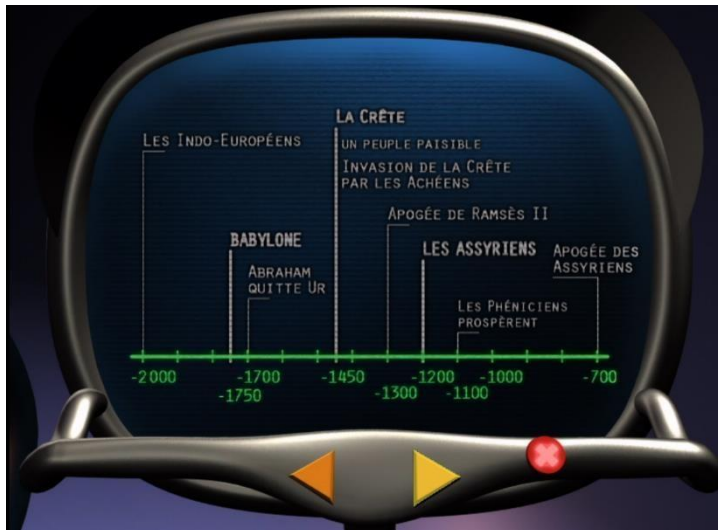 LA CRÊTE
LES INDO-EUROPÉENS
UN PEUPLE PAISIBLE
INVASION DE LA CRÊTE
PAR LES ACHÉENS
APOGÉE DE RAMSÈS II
BABYLONE
LES ASSYRIENS
APOGÉE DES
ASSYRIENS
ABRAHAM
QUITTE UR
LES PHÉNICIENS
PROSPÈRENT
-2000
-1750
-1700
-1450
-1300
-1200
-1100
-1000
-700